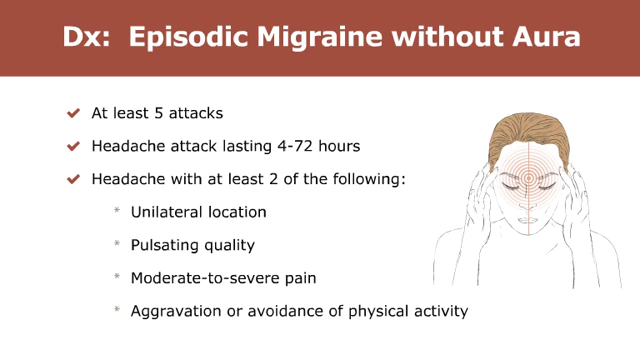 Dx: Episodic Migraine without Aura
At least 5 attacks
Headache attack lasting 4-72 hours
Headache with at least 2 of the following:
* Unilateral location
* Pulsating quality
* Moderate-to-severe pain
* Aggravation or avoidance of physical activity